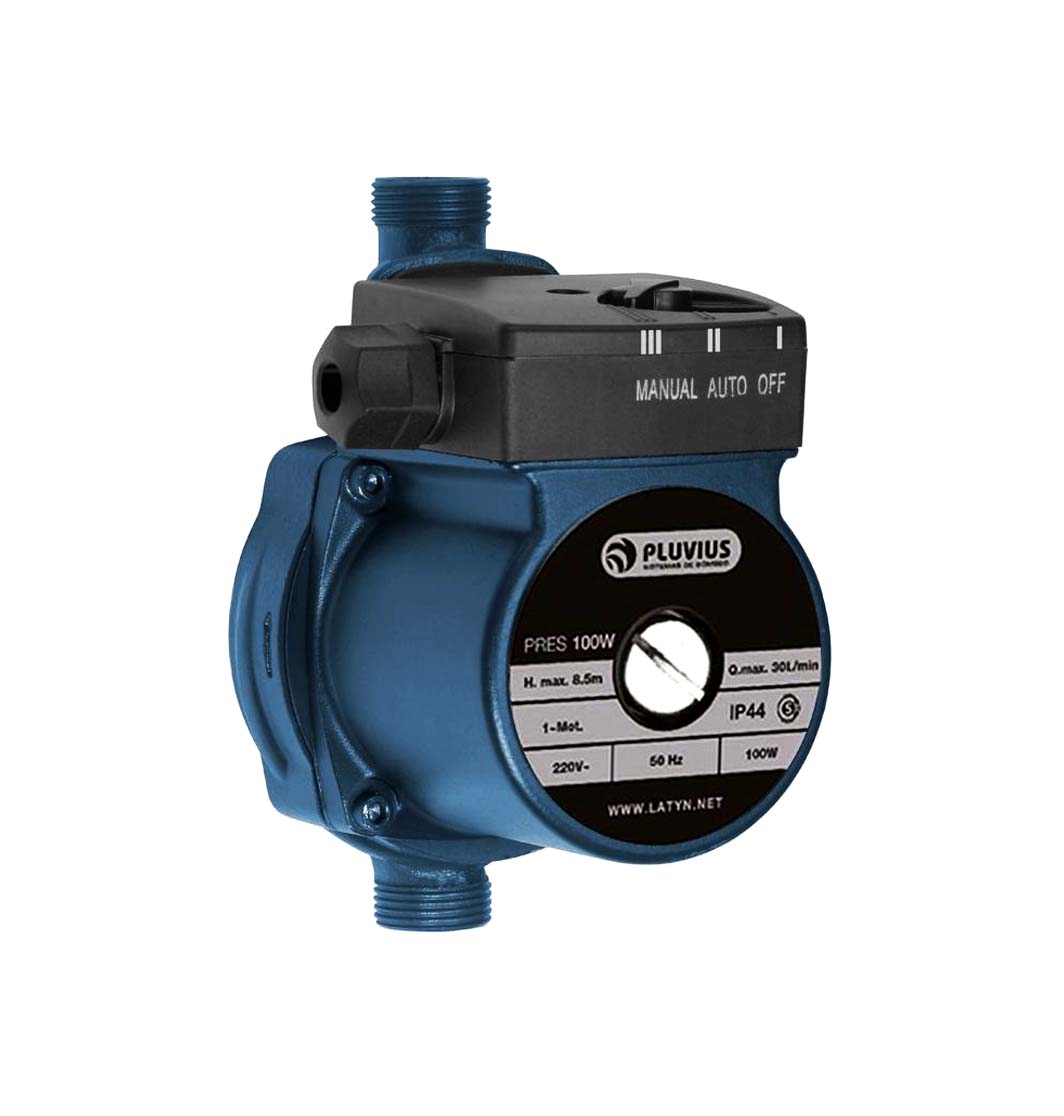 III II I
MANUAL AUTO OFF
PLUVIUS
SISTEMAS DE BOMBEO
PRES 100W
H. max. 8.5m
Q.max. 30L/min
1~Mot.
IP44
220V~
50 Hz
100W
WWW.LATYN.NET